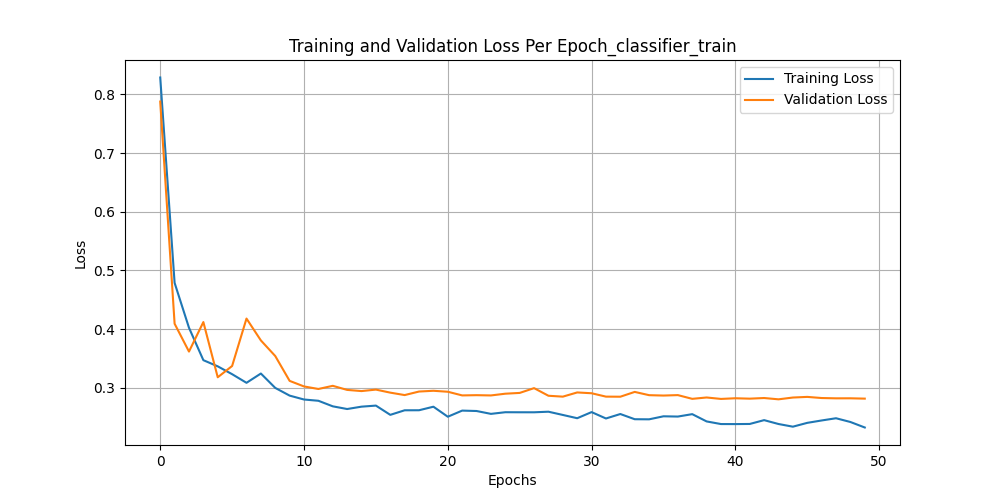 Training and Validation Loss Per Epoch_classifier_train
Training Loss
Validation Loss
Loss
0.8
0.7
0.6
0.5
0.4
0.3
0
10
20
30
40
50
Epochs